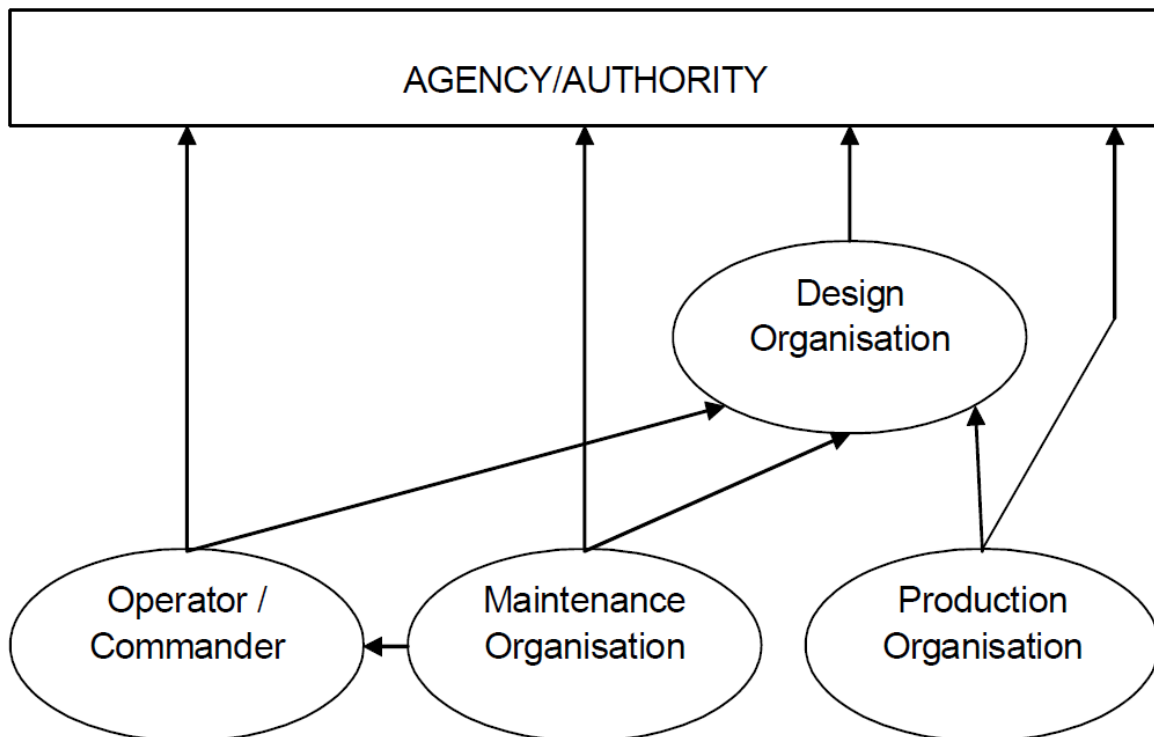 AGENCY/AUTHORITY
Design
Organisation
Operator /
Commander
Maintenance
Organisation
Production
Organisation